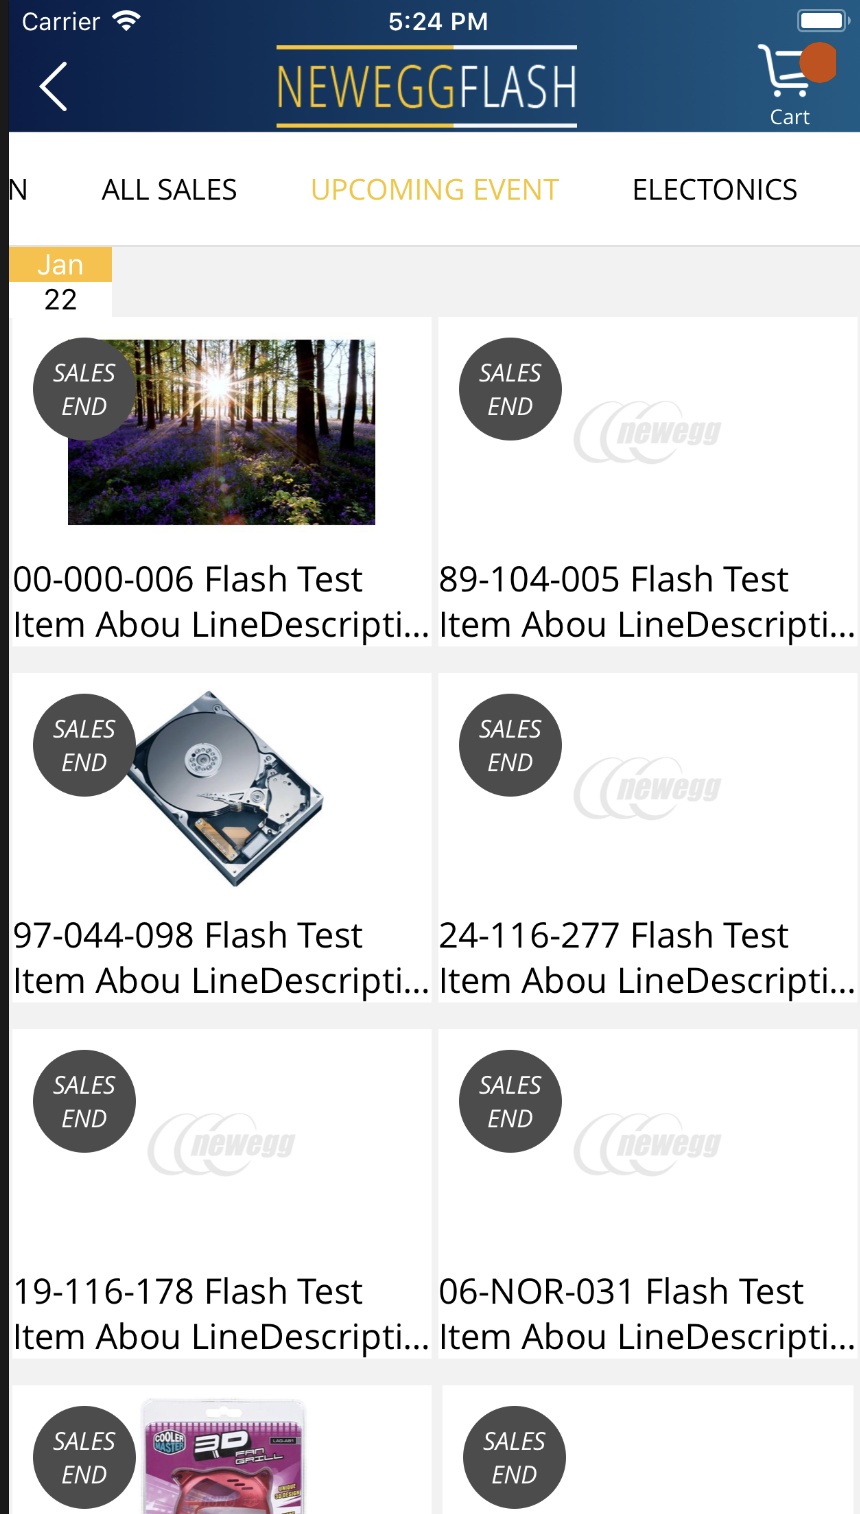 Carrier 5:24 PM
NEWEGGFLASH
Cart
N ALL SALES UPCOMING EVENT ELECTONICS
Jan
22
SALES
END
00-000-006 Flash Test
Item Abou LineDescripti...
SALES
END
newegg
89-104-005 Flash Test
Item Abou LineDescripti...
SALES
END
97-044-098 Flash Test
Item Abou LineDescripti...
SALES
END
newegg
24-116-277 Flash Test
Item Abou LineDescripti...
SALES
END
newegg
19-116-178 Flash Test
Item Abou LineDescripti...
SALES
END
newegg
06-NOR-031 Flash Test
Item Abou LineDescripti...
SALES
END
COOLER
MASTER
3D
FAN
GRILL
SALES
END